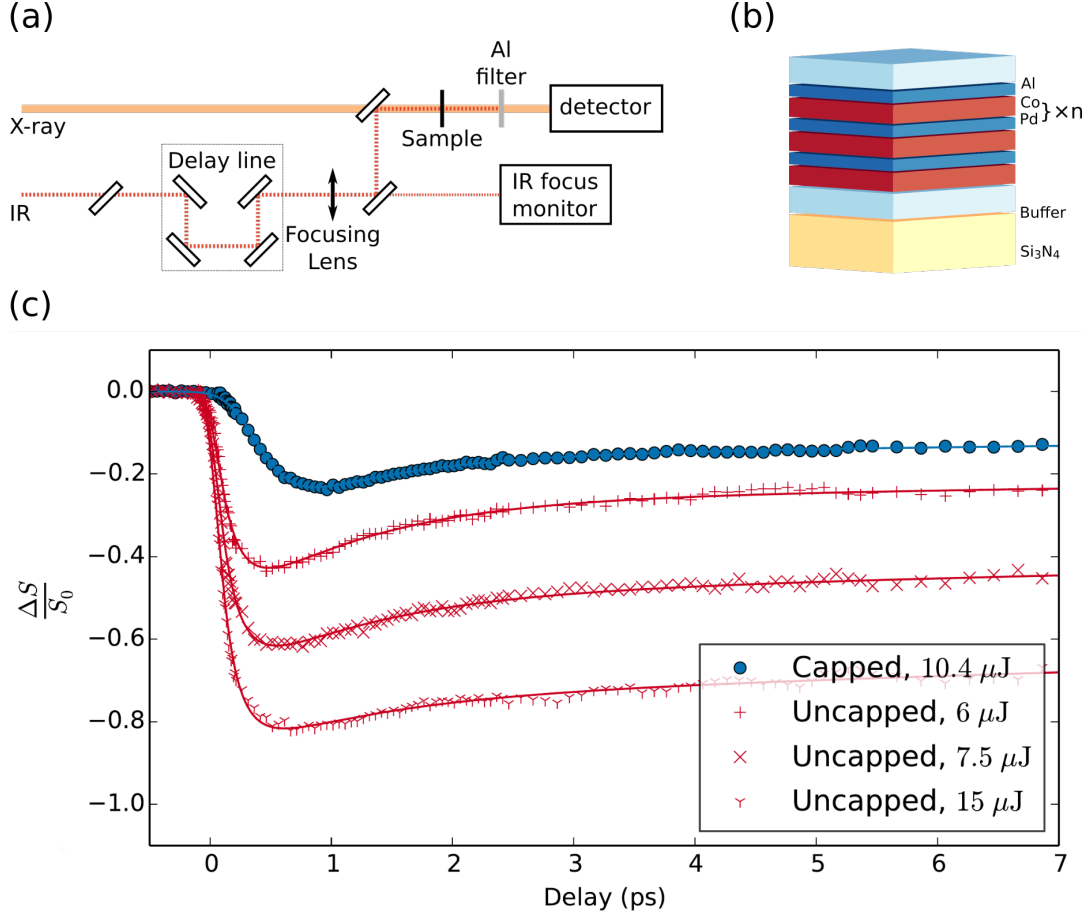 (a)
X-ray
IR
Delay line
Focusing
Lens
Sample
Al
filter
detector
IR focus
monitor
(b)
Al
Co
Pd
}×n
Buffer
Si₃N₄
(c)
ΔS
S₀
0.0
−0.2
−0.4
−0.6
−0.8
−1.0
0 1 2 3 4 5 6 7
Delay (ps)
Capped, 10.4 μJ
Uncapped, 6 μJ
Uncapped, 7.5 μJ
Uncapped, 15 μJ